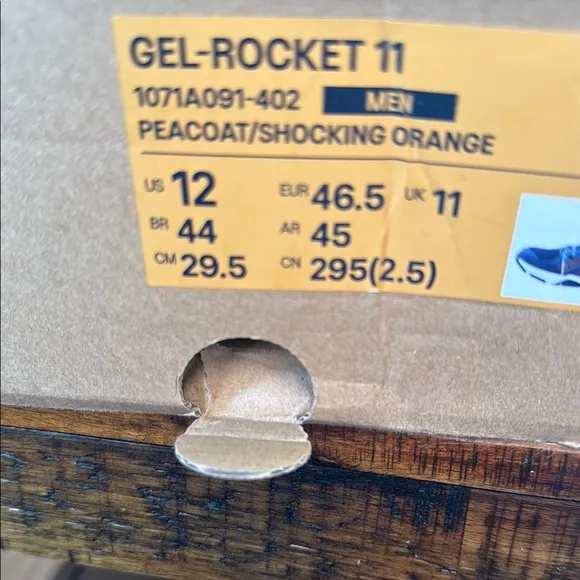 GEL-ROCKET 11
1071A091-402 MEN
PEACOAT/SHOCKING ORANGE
US 12 EUR 46.5 UK 11
BR 44 AR 45
CM 29.5 CN 295(2.5)